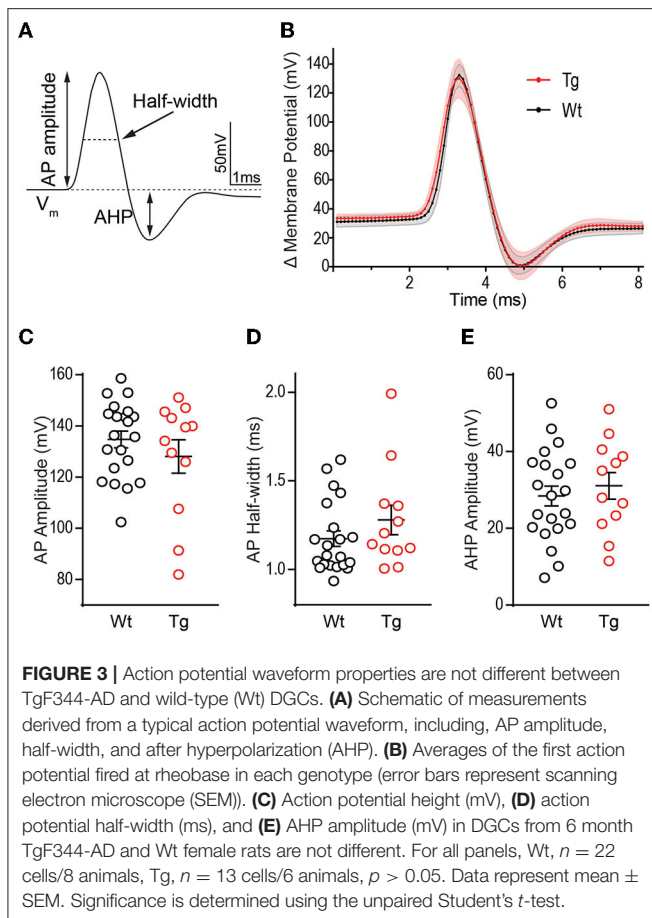 A
AP amplitude
Half-width
50mV
1ms
Vm
AHP
B
Δ Membrane Potential (mV)
140
120
100
80
60
40
20
0
2
4
6
8
Time (ms)
Tg
Wt
C
AP Amplitude (mV)
160
140
120
100
80
Wt
Tg
D
AP Half-width (ms)
2.0
1.5
1.0
Wt
Tg
E
AHP Amplitude (mV)
60
40
20
0
Wt
Tg
FIGURE 3 | Action potential waveform properties are not different between
TgF344-AD and wild-type (Wt) DGCs. (A) Schematic of measurements
derived from a typical action potential waveform, including, AP amplitude,
half-width, and after hyperpolarization (AHP). (B) Averages of the first action
potential fired at rheobase in each genotype (error bars represent scanning
electron microscope (SEM)). (C) Action potential height (mV), (D) action
potential half-width (ms), and (E) AHP amplitude (mV) in DGCs from 6 month
TgF344-AD and Wt female rats are not different. For all panels, Wt, n = 22
cells/8 animals, Tg, n = 13 cells/6 animals, p > 0.05. Data represent mean ±
SEM. Significance is determined using the unpaired Student's t-test.